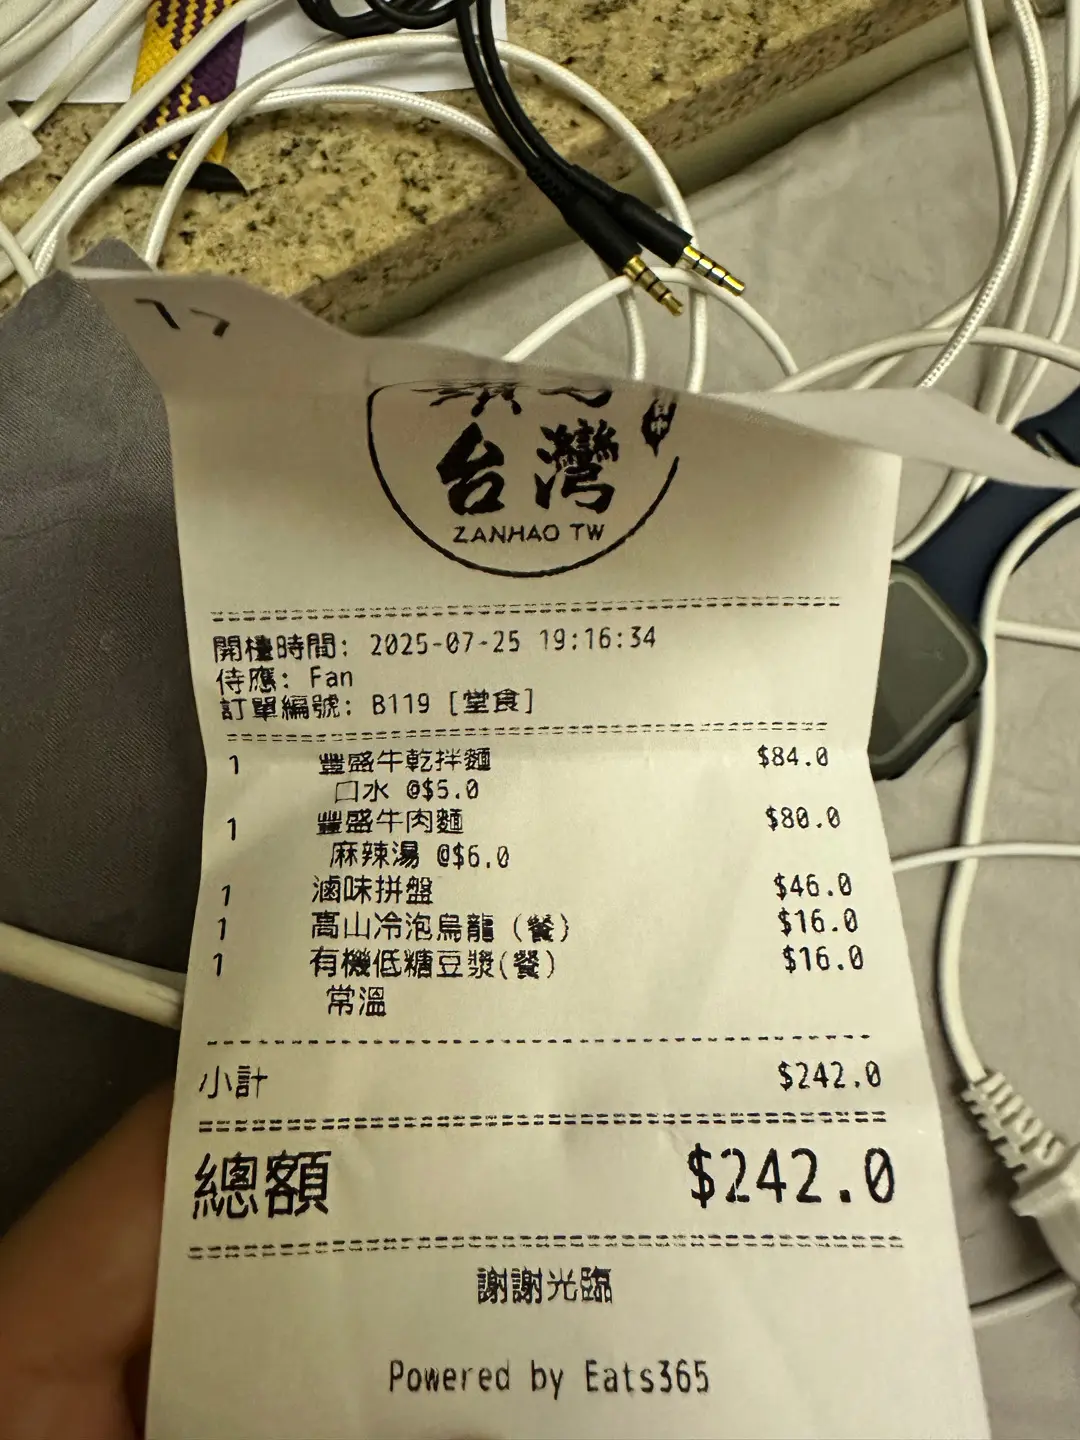 台灣
ZANHAO TW
開檯時間: 2025-07-25 19:16:34
侍應: Fan
訂單編號: B119 [堂食]
1 豐盛牛乾拌麵 $84.0
口水 @$5.0
1 豐盛牛肉麵 $80.0
麻辣湯 @$6.0
1 滷味拼盤 $46.0
1 高山冷泡烏龍 (餐) $16.0
1 有機低糖豆漿(餐) $16.0
常溫
小計 $242.0
總額 $242.0
謝謝光臨
Powered by Eats365